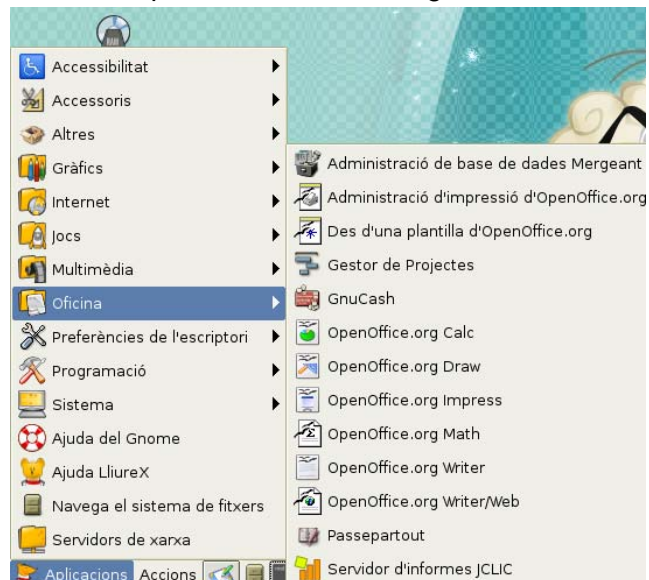 Accessibilitat
Accessoris
Altres
Gràfics
Internet
Jocs
Multimèdia
Oficina
Preferències de l'escriptori
Programació
Sistema
Ajuda del Gnome
Ajuda LliureX
Navega el sistema de fitxers
Servidors de xarxa
Aplicacions Accions
Administració de base de dades Mergeant
Administració d'impressió d'OpenOffice.org
Des d'una plantilla d'OpenOffice.org
Gestor de Projectes
GnuCash
OpenOffice.org Calc
OpenOffice.org Draw
OpenOffice.org Impress
OpenOffice.org Math
OpenOffice.org Writer
OpenOffice.org Writer/Web
Passepartout
Servidor d'informes JCLIC